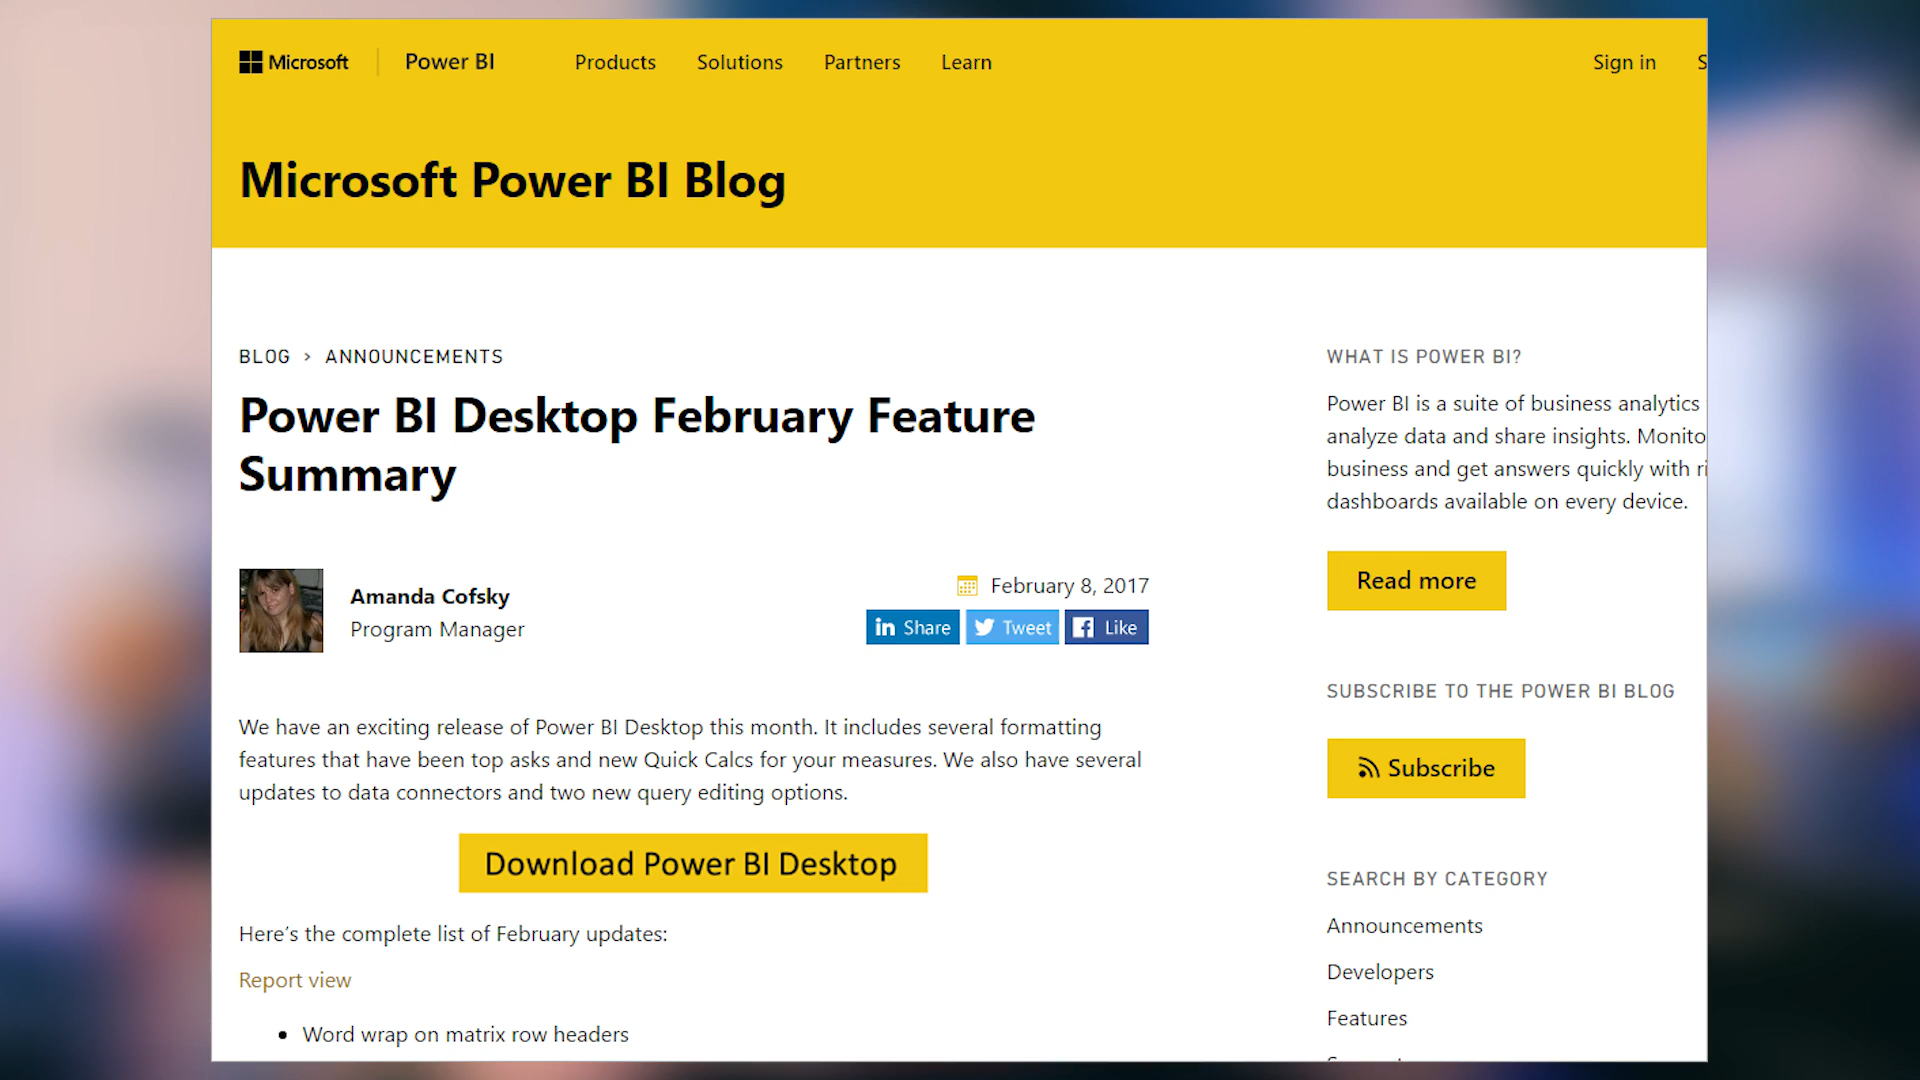 Microsoft Power BI Products Solutions Partners Learn Sign in S
Microsoft Power BI Blog
BLOG > ANNOUNCEMENTS
Power BI Desktop February Feature
Summary
Amanda Cofsky
Program Manager
February 8, 2017
in Share Tweet Like
We have an exciting release of Power BI Desktop this month. It includes several formatting
features that have been top asks and new Quick Calcs for your measures. We also have several
updates to data connectors and two new query editing options.
Download Power BI Desktop
Here’s the complete list of February updates:
Report view
• Word wrap on matrix row headers
WHAT IS POWER BI?
Power BI is a suite of business analytics
analyze data and share insights. Monito
business and get answers quickly with ri
dashboards available on every device.
Read more
SUBSCRIBE TO THE POWER BI BLOG
Subscribe
SEARCH BY CATEGORY
Announcements
Developers
Features